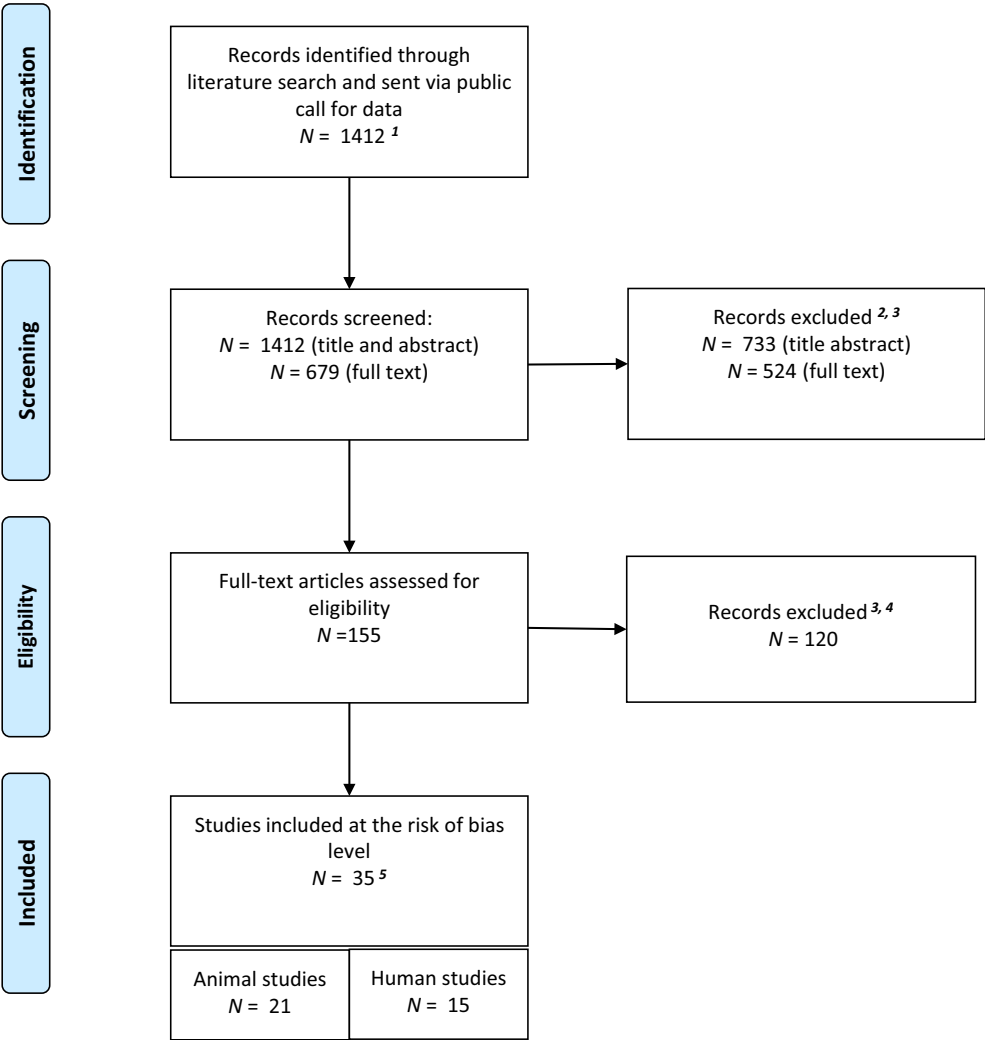 Identification
Records identified through
literature search and sent via public
call for data
N = 1412 1
Screening
Records screened:
N = 1412 (title and abstract)
N = 679 (full text)
Records excluded 2, 3
N = 733 (title abstract)
N = 524 (full text)
Eligibility
Full-text articles assessed for
eligibility
N =155
Records excluded 3, 4
N = 120
Included
Studies included at the risk of bias
level
N = 35 5
Animal studies
N = 21
Human studies
N = 15